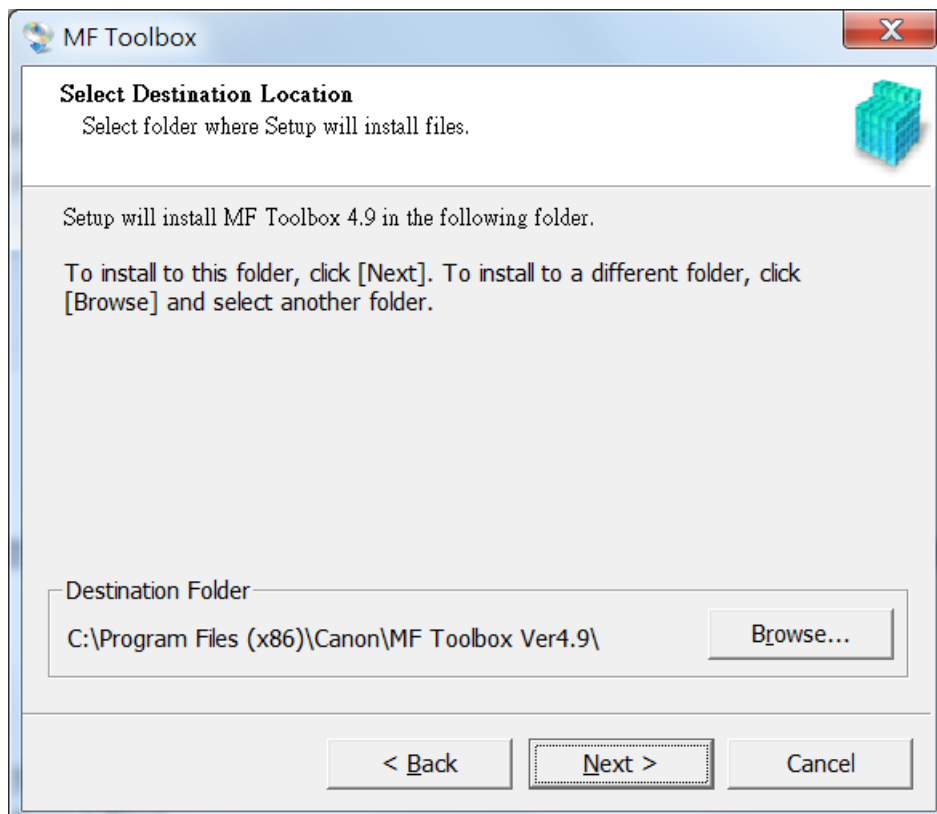 MF Toolbox
X
Select Destination Location
Select folder where Setup will install files.
Setup will install MF Toolbox 4.9 in the following folder.
To install to this folder, click [Next]. To install to a different folder, click
[Browse] and select another folder.
Destination Folder
C:\Program Files (x86)\Canon\MF Toolbox Ver4.9\
Browse...
< Back
Next >
Cancel